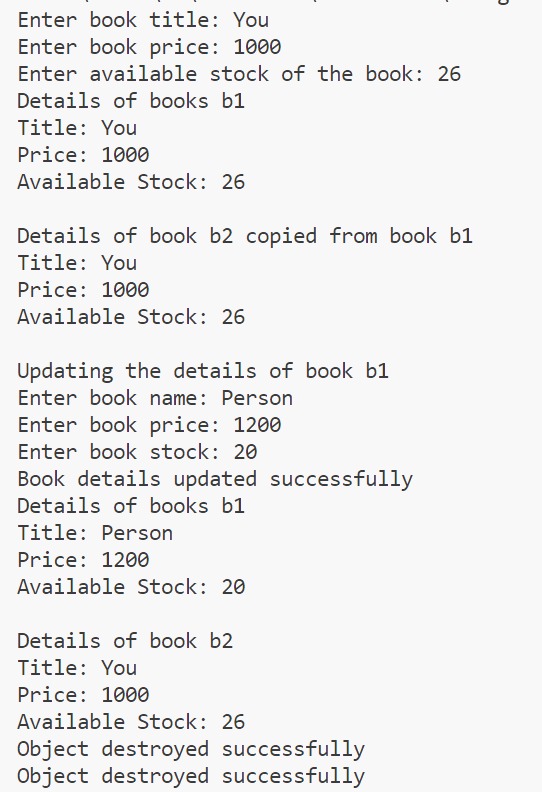 Enter book title: You
Enter book price: 1000
Enter available stock of the book: 26
Details of books b1
Title: You
Price: 1000
Available Stock: 26
Details of book b2 copied from book b1
Title: You
Price: 1000
Available Stock: 26
Updating the details of book b1
Enter book name: Person
Enter book price: 1200
Enter book stock: 20
Book details updated successfully
Details of books b1
Title: Person
Price: 1200
Available Stock: 20
Details of book b2
Title: You
Price: 1000
Available Stock: 26
Object destroyed successfully
Object destroyed successfully